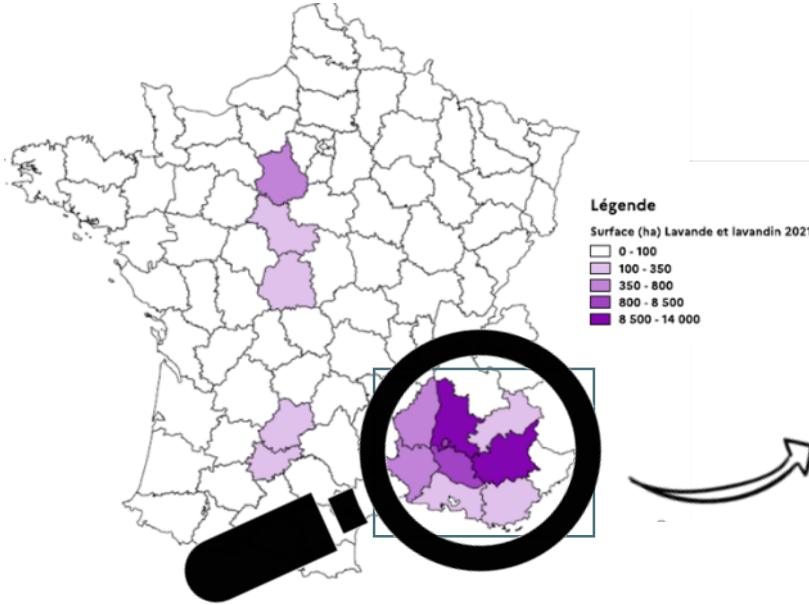 Légende
Surface (ha) Lavande et lavandin 2021
0 - 100
100 - 350
350 - 800
800 - 8 500
8 500 - 14 000